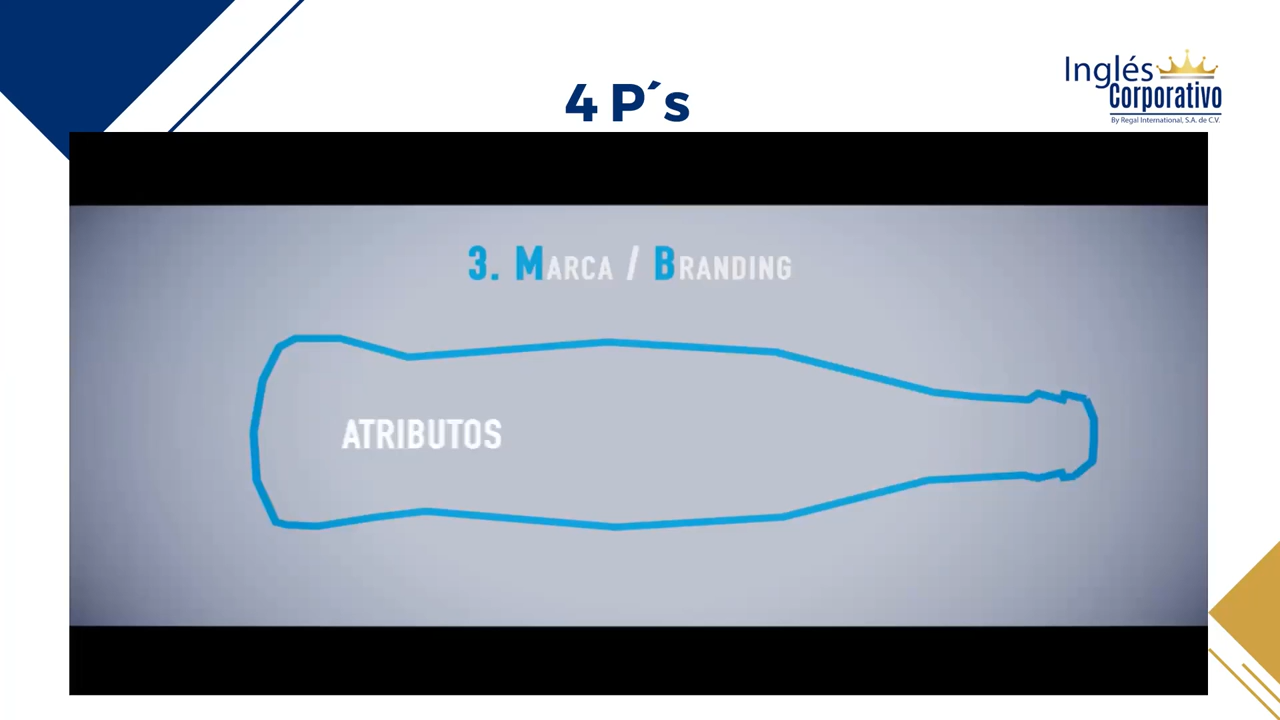 Inglés
Corporativo
By Regal International, S.A. de C.V.
4 P´s
3. MARCA / BRANDING
ATRIBUTOS